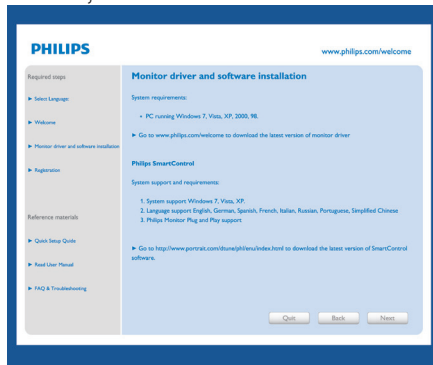 PHILIPS
www.philips.com/welcome
Required steps
► Select Language
► Welcome
► Monitor driver and software installation
► Registration
Reference materials
► Quick Setup Guide
► Read User Manual
► FAQ & Troubleshooting
Monitor driver and software installation
System requirements:
• PC running Windows 7, Vista, XP, 2000, 98.
► Go to www.philips.com/welcome to download the latest version of monitor driver
Philips SmartControl
System support and requirements:
1. System support Windows 7, Vista, XP.
2. Language support English, German, Spanish, French, Italian, Russian, Portuguese, Simplified Chinese
3. Philips Monitor Plug and Play support
► Go to http://www.portrait.com/dtune/phl/enu/index.html to download the latest version of SmartControl
software.
Quit
Back
Next